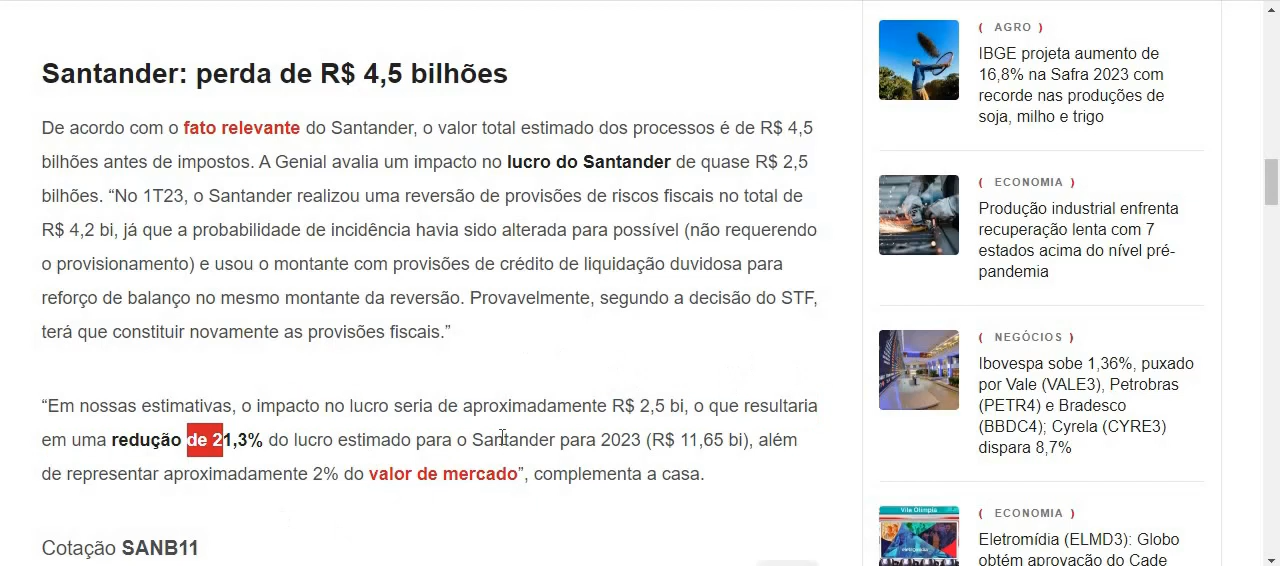 Santander: perda de R$ 4,5 bilhões
De acordo com o fato relevante do Santander, o valor total estimado dos processos é de R$ 4,5
bilhões antes de impostos. A Genial avalia um impacto no lucro do Santander de quase R$ 2,5
bilhões. “No 1T23, o Santander realizou uma reversão de provisões de riscos fiscais no total de
R$ 4,2 bi, já que a probabilidade de incidência havia sido alterada para possível (não requerendo
o provisionamento) e usou o montante com provisões de crédito de liquidação duvidosa para
reforço de balanço no mesmo montante da reversão. Provavelmente, segundo a decisão do STF,
terá que constituir novamente as provisões fiscais.”
“Em nossas estimativas, o impacto no lucro seria de aproximadamente R$ 2,5 bi, o que resultaria
em uma redução de 21,3% do lucro estimado para o Santander para 2023 (R$ 11,65 bi), além
de representar aproximadamente 2% do valor de mercado”, complementa a casa.
Cotação SANB11
( AGRO )
IBGE projeta aumento de
16,8% na Safra 2023 com
recorde nas produções de
soja, milho e trigo
( ECONOMIA )
Produção industrial enfrenta
recuperação lenta com 7
estados acima do nível pré-
pandemia
( NEGÓCIOS )
Ibovespa sobe 1,36%, puxado
por Vale (VALE3), Petrobras
(PETR4) e Bradesco
(BBDC4); Cyrela (CYRE3)
dispara 8,7%
Vila Olímpia
( ECONOMIA )
Eletromídia (ELMD3): Globo
obtém aprovação do Cade